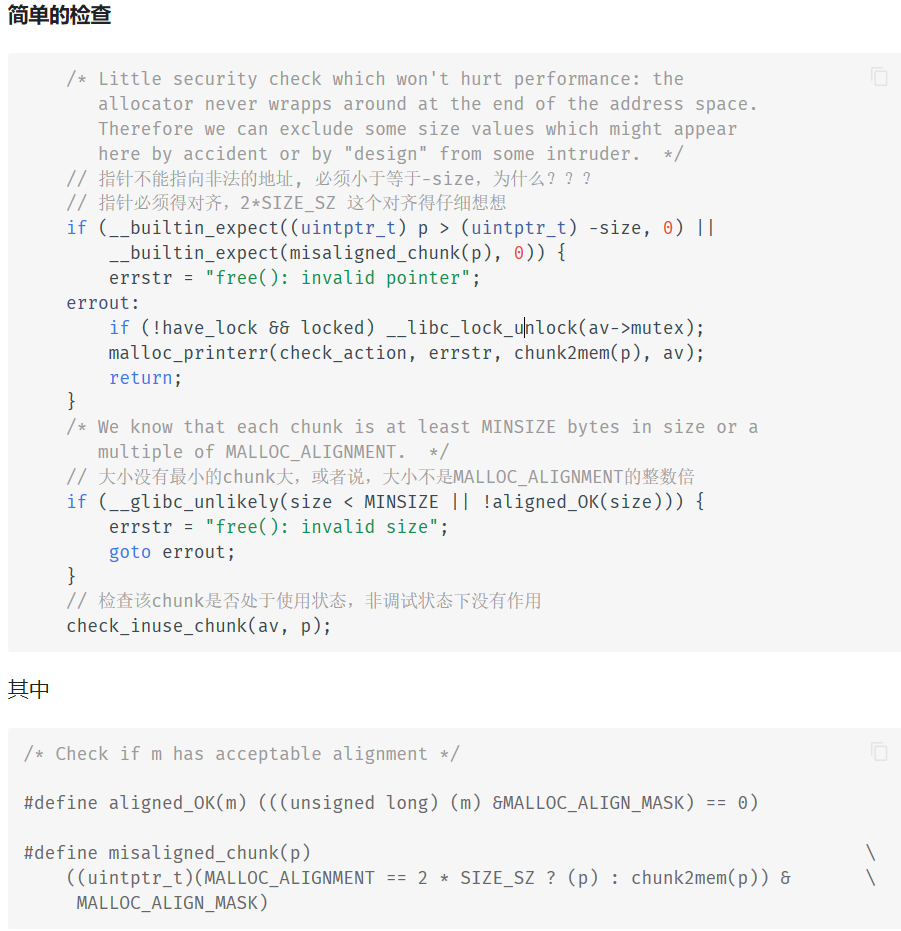 简单的检查
/* Little security check which won't hurt performance: the
allocator never wrapps around at the end of the address space.
Therefore we can exclude some size values which might appear
here by accident or by "design" from some intruder.  */
// 指针不能指向非法的地址, 必须小于等于-size，为什么？？？
// 指针必须得对齐，2*SIZE_SZ 这个对齐得仔细想想
if (__builtin_expect((uintptr_t) p > (uintptr_t) -size, 0) ||
__builtin_expect(misaligned_chunk(p), 0)) {
errstr = "free(): invalid pointer";
errout:
if (!have_lock && locked) __libc_lock_unlock(av->mutex);
malloc_printerr(check_action, errstr, chunk2mem(p), av);
return;
}
/* We know that each chunk is at least MINSIZE bytes in size or a
multiple of MALLOC_ALIGNMENT.  */
// 大小没有最小的chunk大，或者说，大小不是MALLOC_ALIGNMENT的整数倍
if (__glibc_unlikely(size < MINSIZE || !aligned_OK(size))) {
errstr = "free(): invalid size";
goto errout;
}
// 检查该chunk是否处于使用状态，非调试状态下没有作用
check_inuse_chunk(av, p);
其中
/* Check if m has acceptable alignment */
#define aligned_OK(m) (((unsigned long) (m) &MALLOC_ALIGN_MASK) == 0)
#define misaligned_chunk(p) \
((uintptr_t)(MALLOC_ALIGNMENT == 2 * SIZE_SZ ? (p) : chunk2mem(p)) & \
MALLOC_ALIGN_MASK)